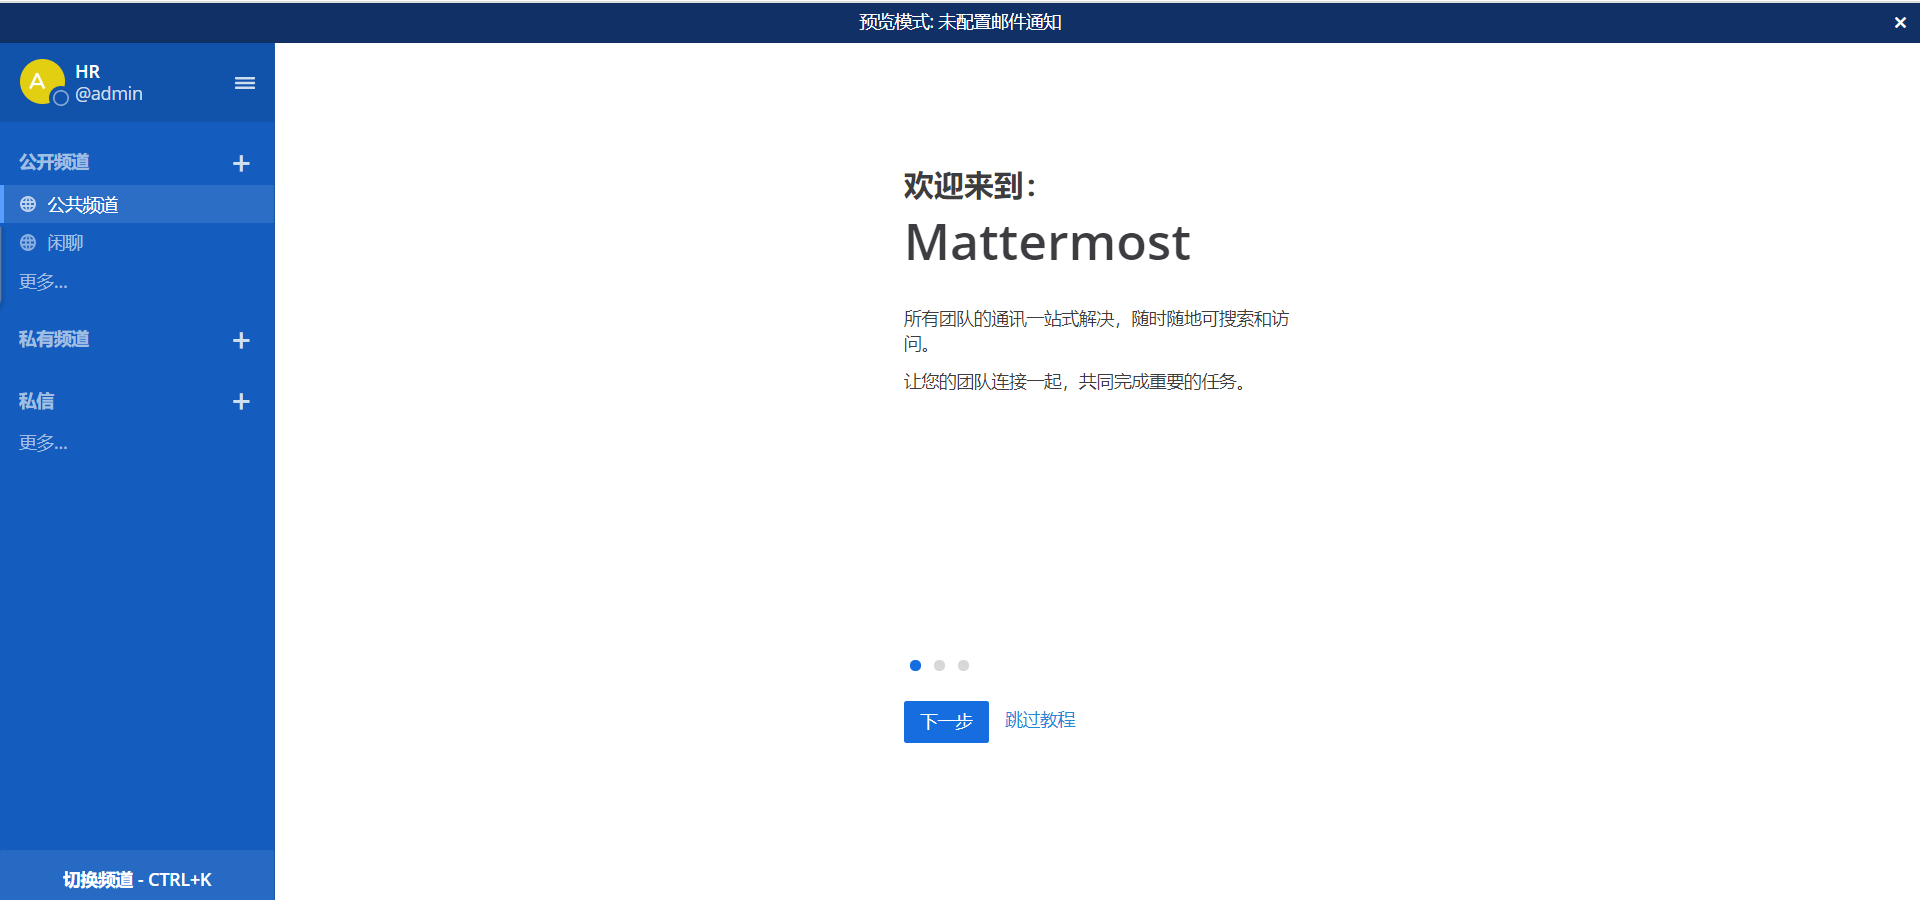 预览模式: 未配置邮件通知
×
A
HR
@admin
公开频道
公共频道
闲聊
更多...
私有频道
私信
更多...
切换频道 - CTRL+K
欢迎来到：
Mattermost
所有团队的通讯一站式解决，随时随地可搜索和访
问。
让您的团队连接一起，共同完成重要的任务。
下一步 跳过教程